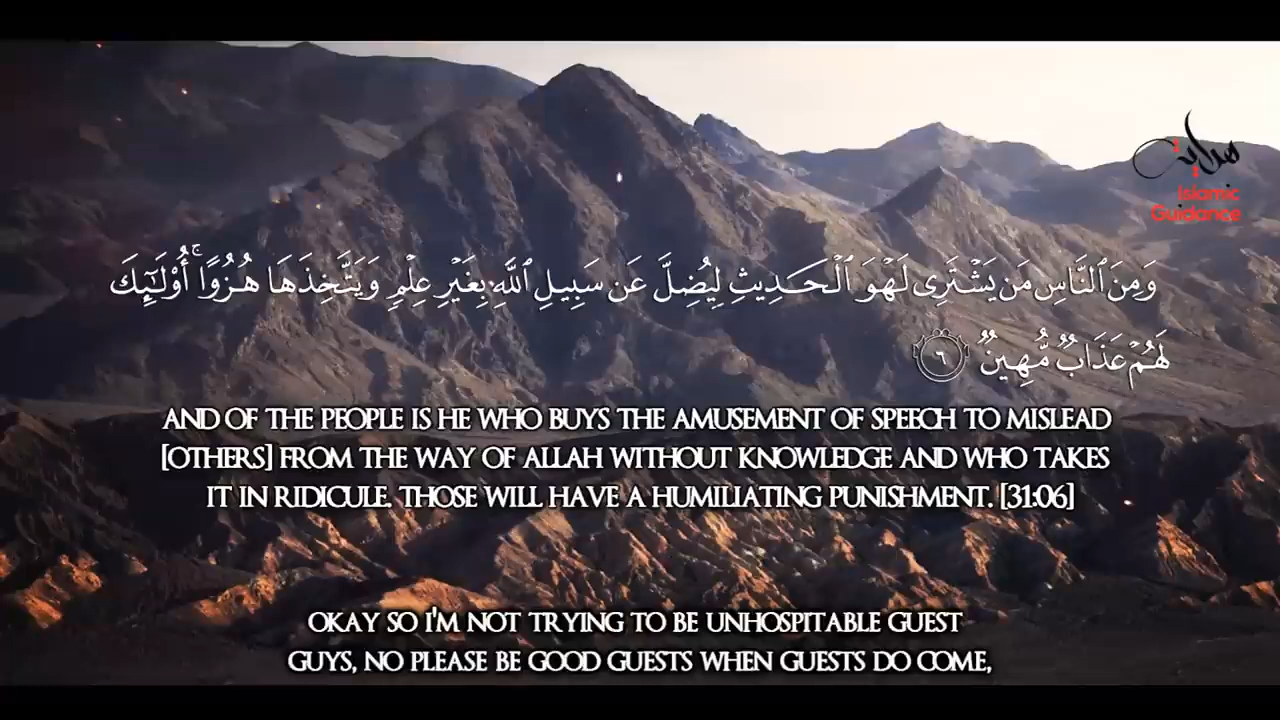 هداية
Islamic
Guidance
وَمِنَ ٱلنَّاسِ مَن يَشْتَرِى لَهْوَ ٱلْحَدِيثِ لِيُضِلَّ عَن سَبِيلِ ٱللَّهِ بِغَيْرِ عِلْمٍ وَيَتَّخِذَهَا هُزُوًا ۚ أُو۟لَـٰٓئِكَ
لَهُمْ عَذَابٌ مُّهِينٌ ٦
AND OF THE PEOPLE IS HE WHO BUYS THE AMUSEMENT OF SPEECH TO MISLEAD
[OTHERS] FROM THE WAY OF ALLAH WITHOUT KNOWLEDGE AND WHO TAKES
IT IN RIDICULE. THOSE WILL HAVE A HUMILIATING PUNISHMENT. [31:06]
OKAY SO I'M NOT TRYING TO BE UNHOSPITABLE GUEST
GUYS, NO PLEASE BE GOOD GUESTS WHEN GUESTS DO COME,